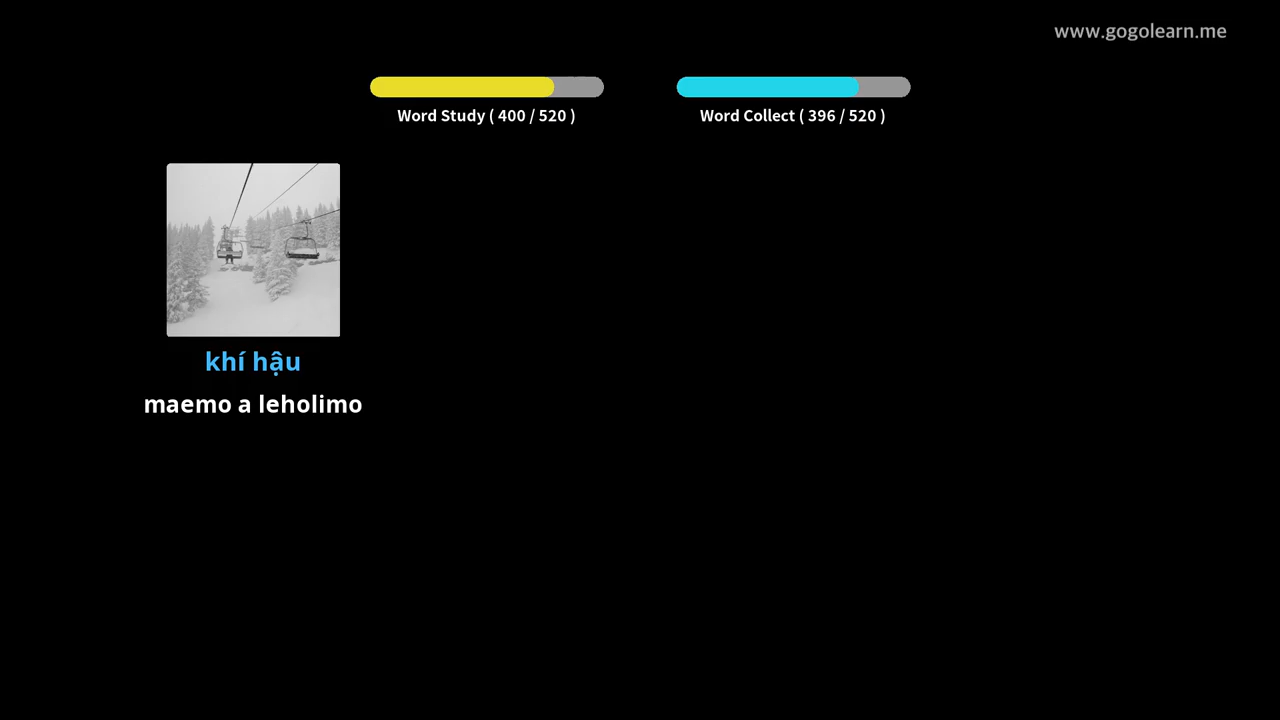 www.gogolearn.me
Word Study ( 400 / 520 )
Word Collect ( 396 / 520 )
khí hậu
maemo a leholimo